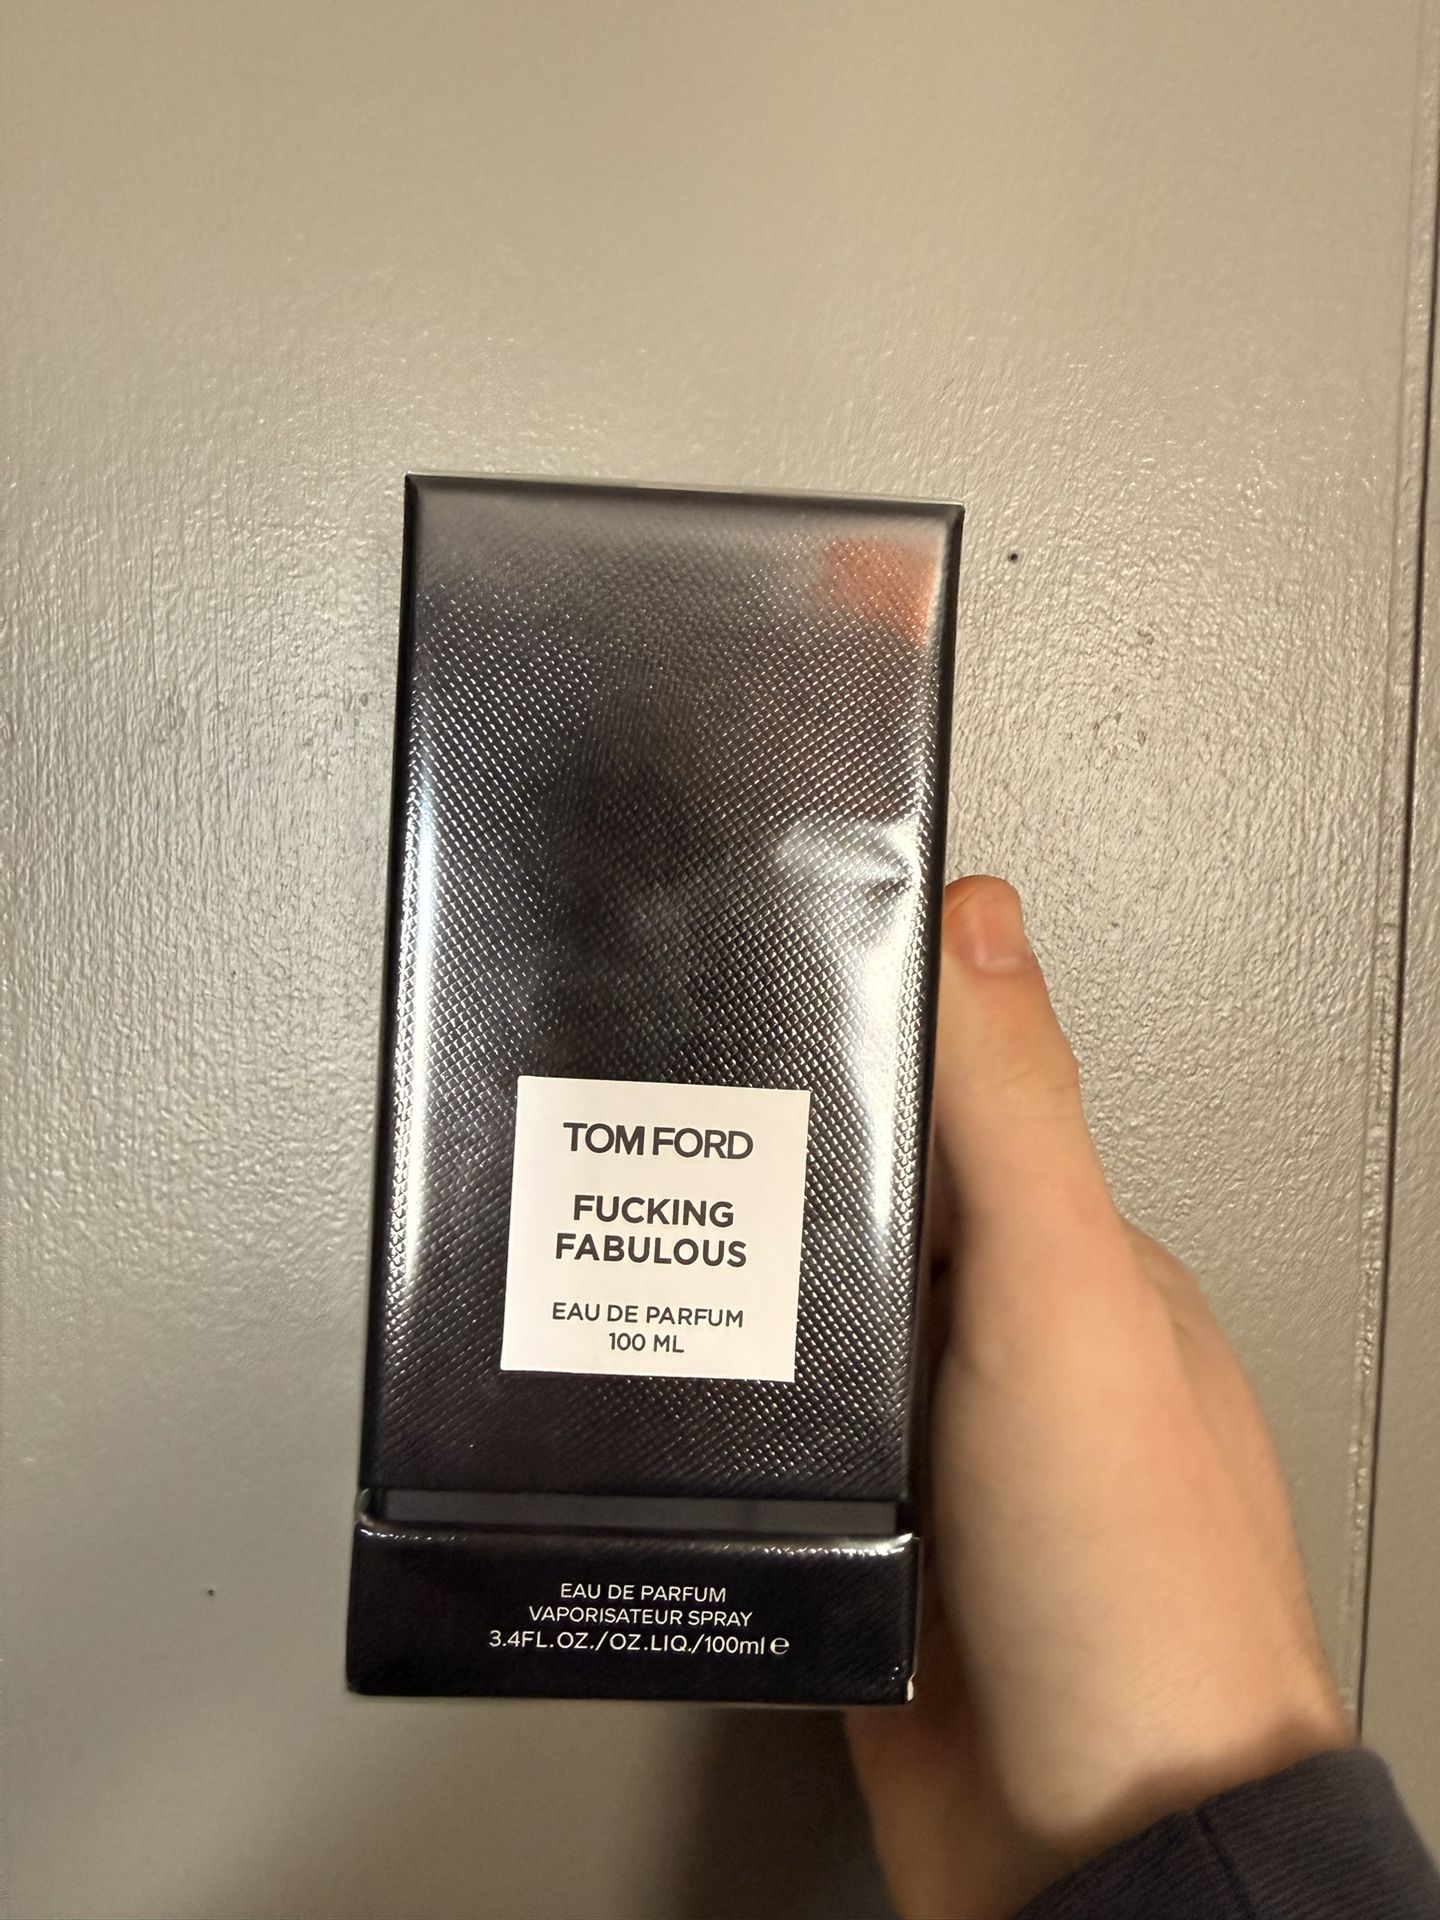 TOM FORD
FUCKING
FABULOUS
EAU DE PARFUM
100 ML
EAU DE PARFUM
VAPORISATEUR SPRAY
3.4FL.OZ./OZ.LIQ./100ml ℮